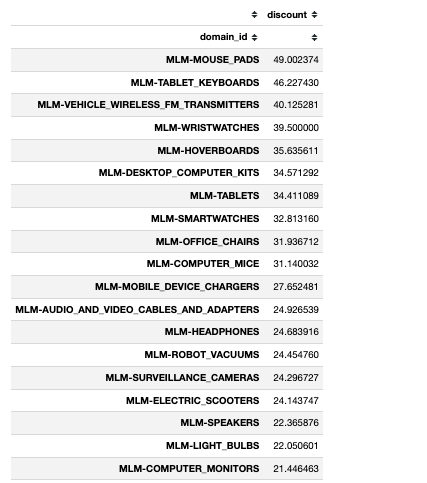 discount
domain_id
MLM-MOUSE_PADS 49.002374
MLM-TABLET_KEYBOARDS 46.227430
MLM-VEHICLE_WIRELESS_FM_TRANSMITTERS 40.125281
MLM-WRISTWATCHES 39.500000
MLM-HOVERBOARDS 35.635611
MLM-DESKTOP_COMPUTER_KITS 34.571292
MLM-TABLETS 34.411089
MLM-SMARTWATCHES 32.813160
MLM-OFFICE_CHAIRS 31.936712
MLM-COMPUTER_MICE 31.140032
MLM-MOBILE_DEVICE_CHARGERS 27.652481
MLM-AUDIO_AND_VIDEO_CABLES_AND_ADAPTERS 24.926539
MLM-HEADPHONES 24.683916
MLM-ROBOT_VACUUMS 24.454760
MLM-SURVEILLANCE_CAMERAS 24.296727
MLM-ELECTRIC_SCOOTERS 24.143747
MLM-SPEAKERS 22.365876
MLM-LIGHT_BULBS 22.050601
MLM-COMPUTER_MONITORS 21.446463